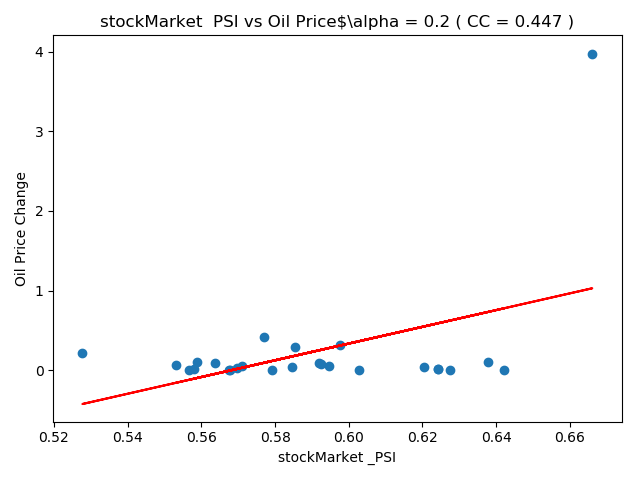 stockMarket  PSI vs Oil Price$\alpha = 0.2 ( CC = 0.447 )
4
3
2
1
0
Oil Price Change
0.52 0.54 0.56 0.58 0.60 0.62 0.64 0.66
stockMarket _PSI